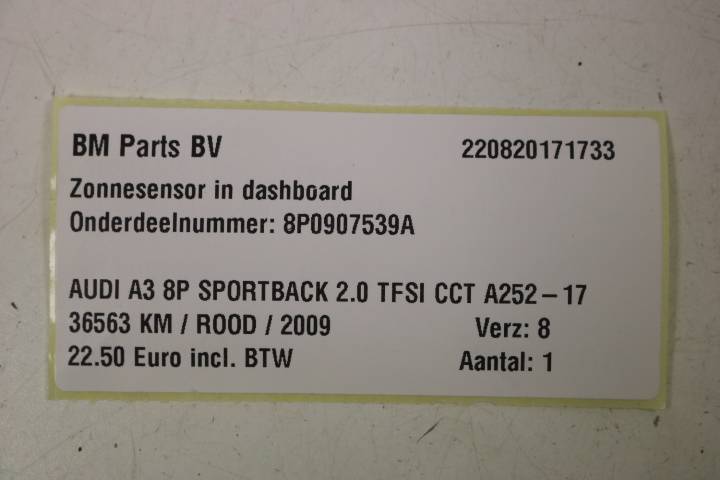 BM Parts BV 220820171733
Zonnesensor in dashboard
Onderdeelnummer: 8P0907539A
AUDI A3 8P SPORTBACK 2.0 TFSI CCT A252-17
36563 KM / ROOD / 2009 Verz: 8
22.50 Euro incl. BTW Aantal: 1